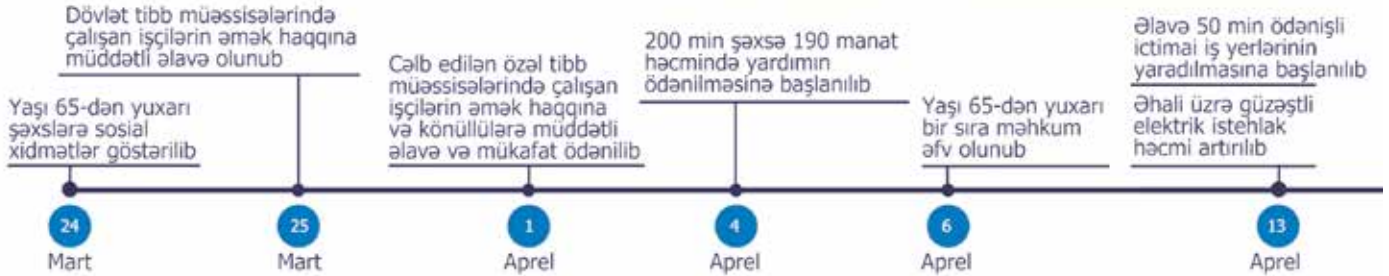 Dövlət tibb müəssisələrində
çalışan işçilərin əmək haqqına
müddətli əlavə olunub
Yaşı 65-dən yuxarı
şəxslərə sosial
xidmətlər göstərilib
Cəlb edilən özəl tibb
müəssisələrində çalışan
işçilərin əmək haqqına
və könüllülərə müddətli
əlavə və mükafat ödənilib
200 min şəxsə 190 manat
həcmində yardımın
ödənilməsinə başlanılıb
Yaşı 65-dən yuxarı
bir sıra məhkum
əfv olunub
Əlavə 50 min ödənişli
ictimai iş yerlərinin
yaradılmasına başlanılıb
Əhali üzrə güzəştli
elektrik istehlak
həcmi artırılıb
24
Mart
25
Mart
1
Aprel
4
Aprel
6
Aprel
13
Aprel